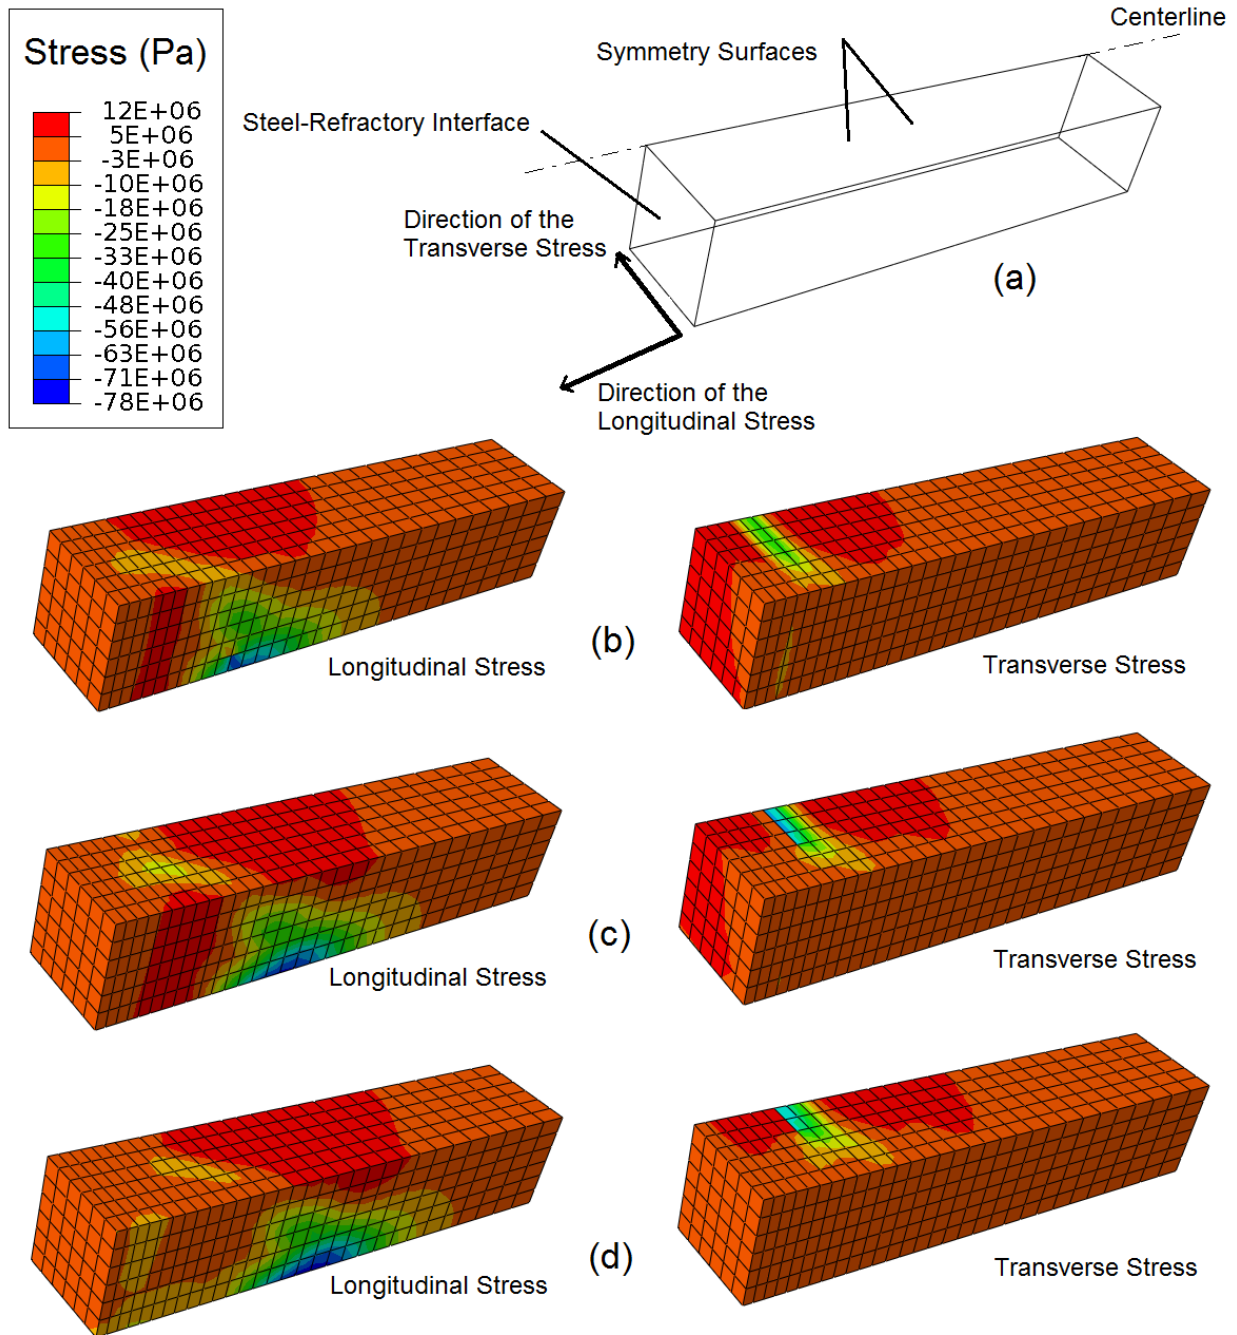 Stress (Pa)
12E+06
5E+06
-3E+06
-10E+06
-18E+06
-25E+06
-33E+06
-40E+06
-48E+06
-56E+06
-63E+06
-71E+06
-78E+06
Centerline
Symmetry Surfaces
Steel-Refractory Interface
Direction of the
Transverse Stress
(a)
Direction of the
Longitudinal Stress
(b)
Longitudinal Stress
Transverse Stress
(c)
Longitudinal Stress
Transverse Stress
(d)
Longitudinal Stress
Transverse Stress